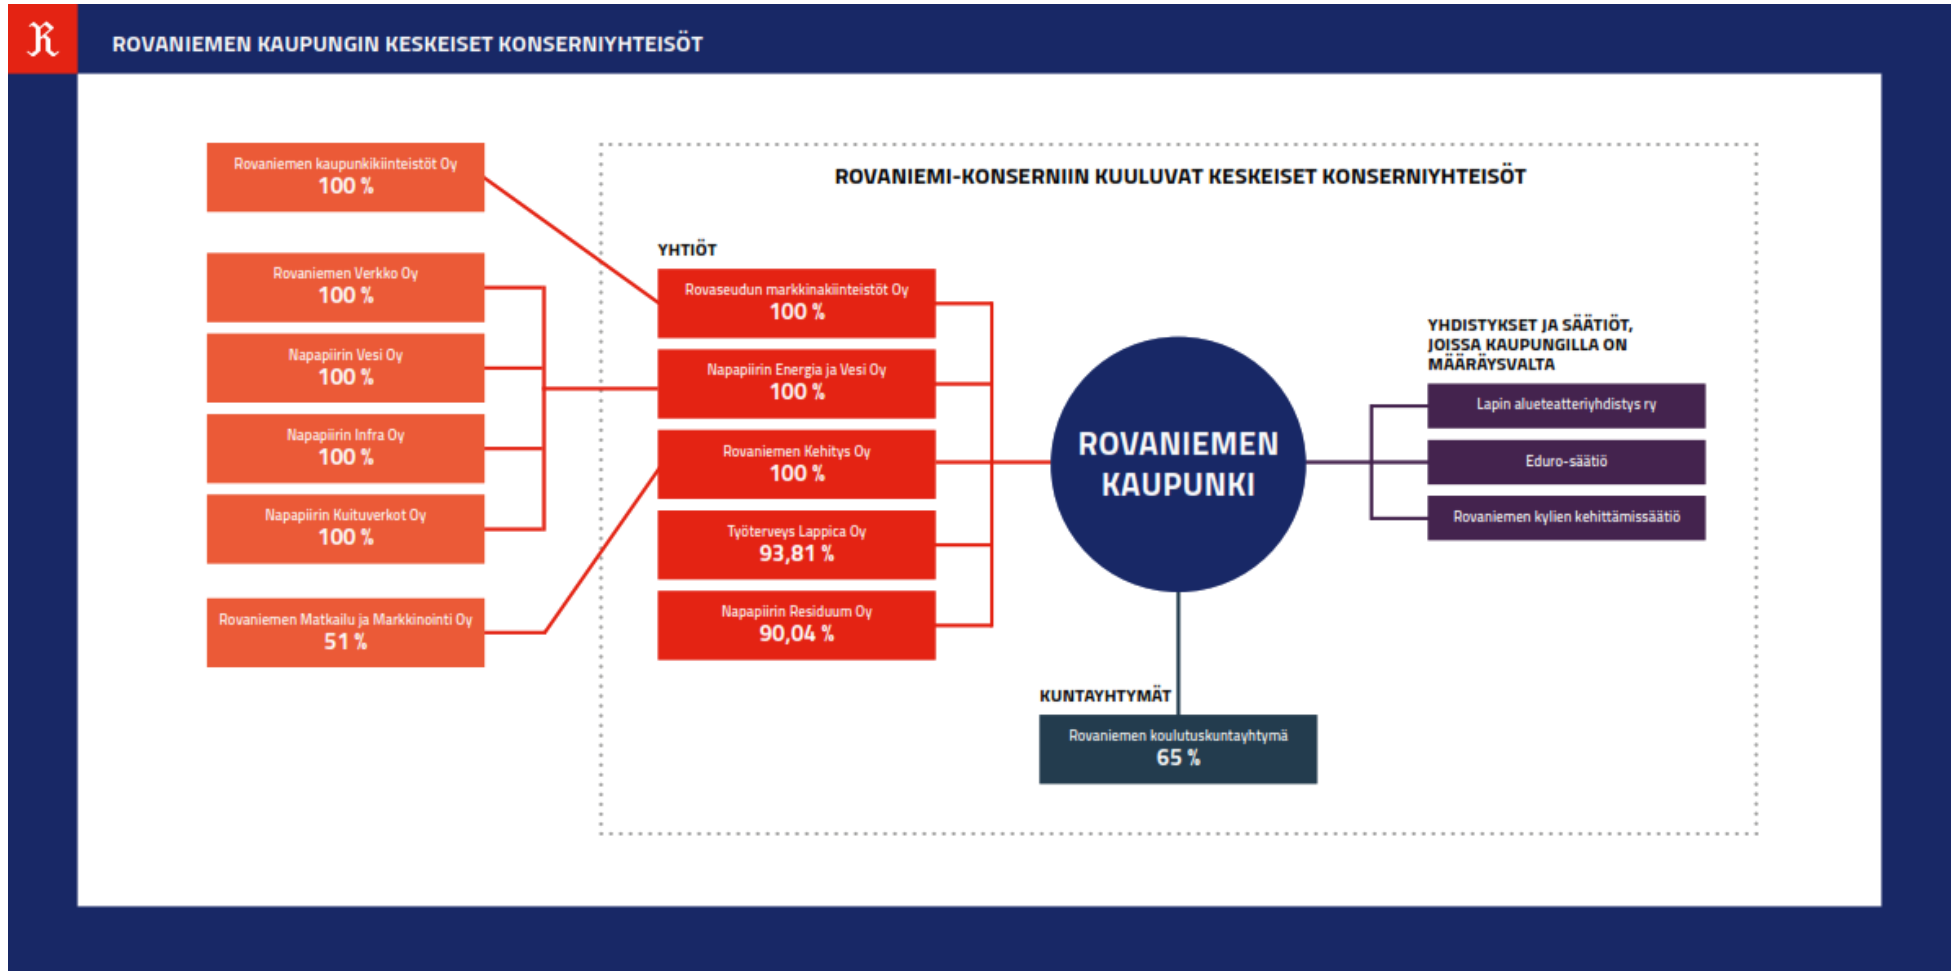 R
ROVANIEMEN KAUPUNGIN KESKEISET KONSERNIYHTEISÖT
Rovaniemen kaupunkikiinteistöt Oy
100 %
Rovaniemen Verkko Oy
100 %
Napapiirin Vesi Oy
100 %
Napapiirin Infra Oy
100 %
Napapiirin Kuituverkot Oy
100 %
Rovaniemen Matkailu ja Markkinointi Oy
51 %
ROVANIEMI-KONSERNIIN KUULUVAT KESKEISET KONSERNIYHTEISÖT
YHTIÖT
Rovaseudun markkinakiinteistöt Oy
100 %
Napapiirin Energia ja Vesi Oy
100 %
Rovaniemen Kehitys Oy
100 %
Työterveys Lappica Oy
93,81 %
Napapiirin Residuum Oy
90,04 %
ROVANIEMEN
KAUPUNKI
KUNTAYHTYMÄT
Rovaniemen koulutuskuntayhtymä
65 %
YHDISTYKSET JA SÄÄTIÖT,
JOISSA KAUPUNGILLA ON
MÄÄRÄYSVALTA
Lapin alueteatteriyhdistys ry
Eduro-säätiö
Rovaniemen kylien kehittämissäätiö